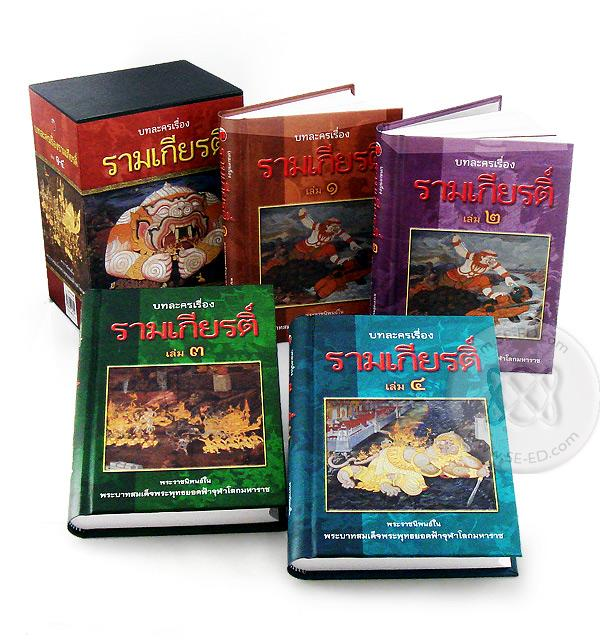 บทละครเรื่อง
รามเกียรติ์
บทละครเรื่อง
รามเกียรติ์
เล่ม ๑
บทละครเรื่อง
รามเกียรติ์
เล่ม ๒
บทละครเรื่อง
รามเกียรติ์
เล่ม ๓
พระราชนิพนธ์ใน
พระบาทสมเด็จพระพุทธยอดฟ้าจุฬาโลกมหาราช
บทละครเรื่อง
รามเกียรติ์
เล่ม ๔
พระราชนิพนธ์ใน
พระบาทสมเด็จพระพุทธยอดฟ้าจุฬาโลกมหาราช
www.SE-ED.com